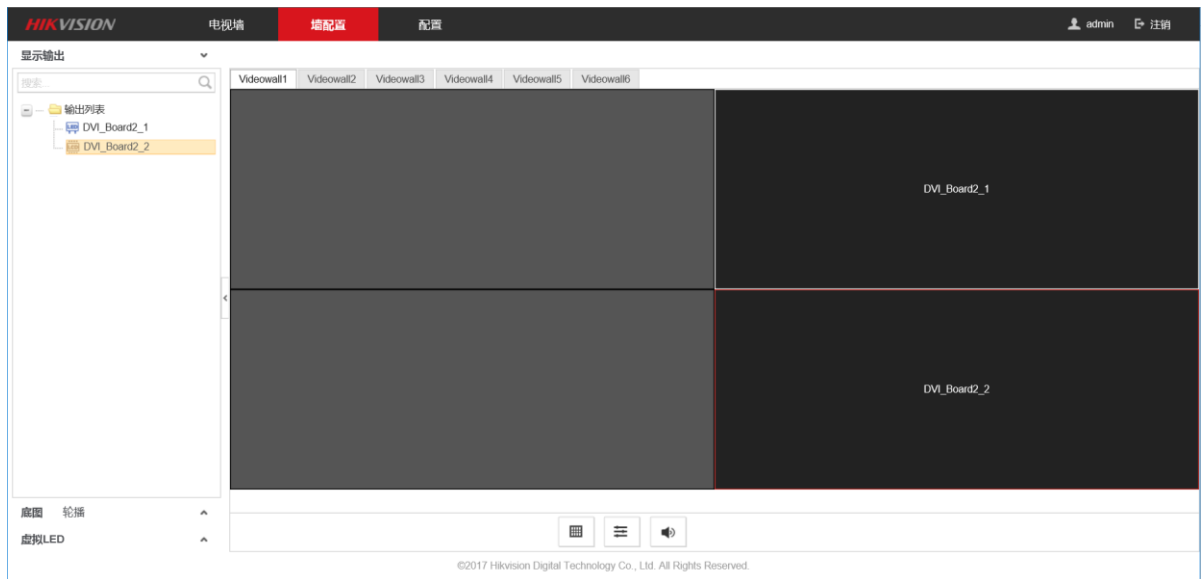 HIKVISION 电视墙 墙配置 配置 admin 注销
显示输出
搜索...
Videowall1 Videowall2 Videowall3 Videowall4 Videowall5 Videowall6
输出列表
DVI_Board2_1
DVI_Board2_2
DVI_Board2_1
DVI_Board2_2
底图 轮播
虚拟LED
©2017 Hikvision Digital Technology Co., Ltd. All Rights Reserved.